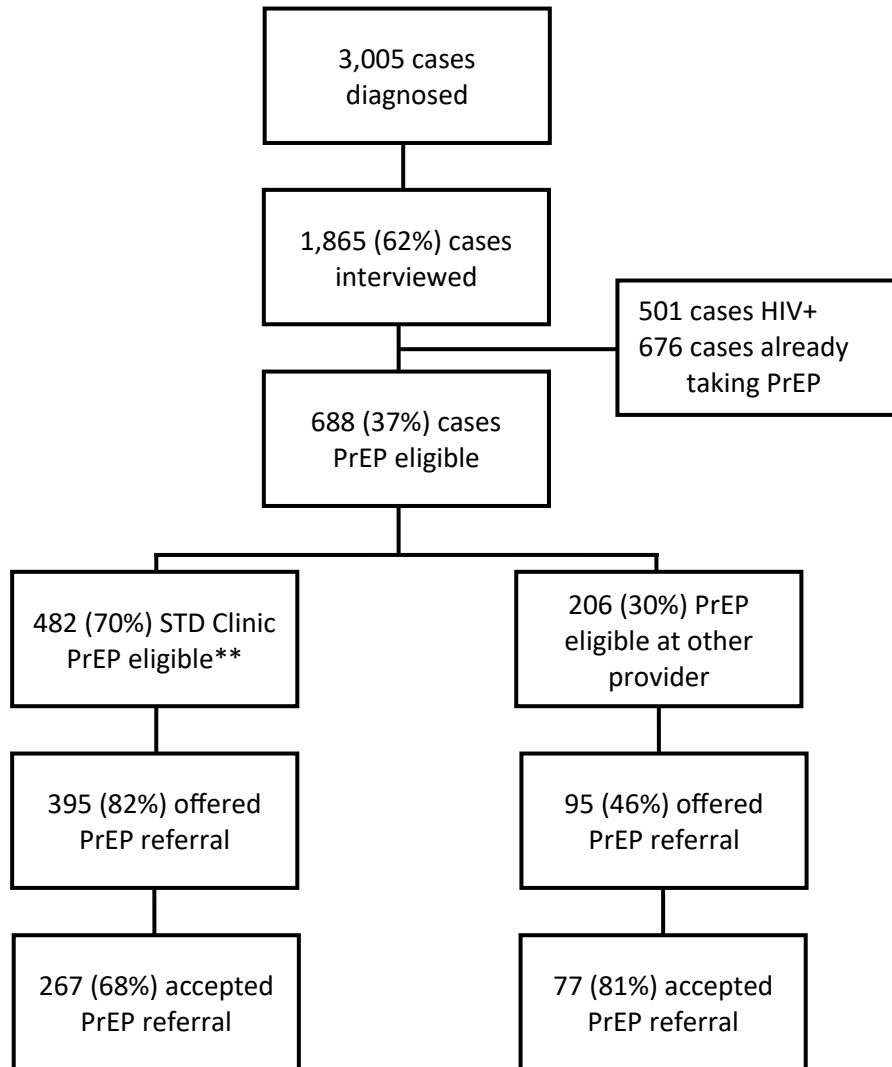 3,005 cases
diagnosed
1,865 (62%) cases
interviewed
501 cases HIV+
676 cases already
taking PrEP
688 (37%) cases
PrEP eligible
482 (70%) STD Clinic
PrEP eligible**
206 (30%) PrEP
eligible at other
provider
395 (82%) offered
PrEP referral
95 (46%) offered
PrEP referral
267 (68%) accepted
PrEP referral
77 (81%) accepted
PrEP referral